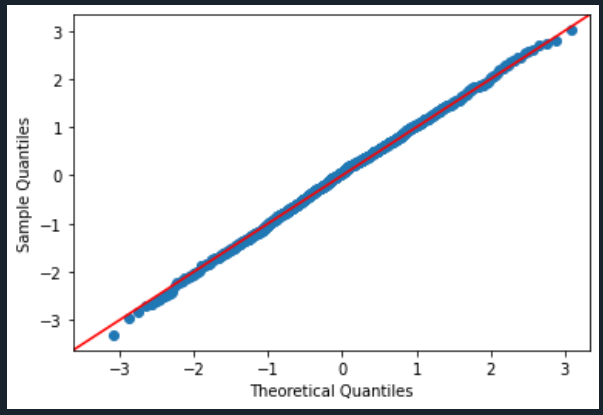 3
2
1
0
−1
−2
−3
Sample Quantiles
−3 −2 −1 0 1 2 3
Theoretical Quantiles